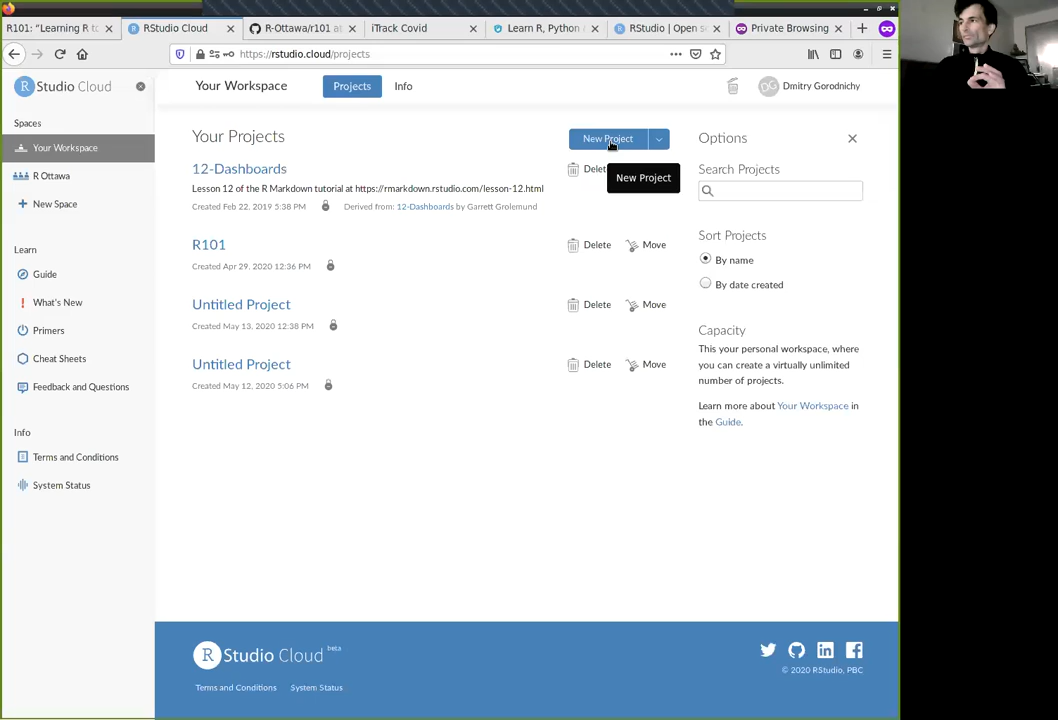 R101: “Learning R t
RStudio Cloud
R-Ottawa/r101 at
iTrack Covid
Learn R, Python
RStudio | Open s
Private Browsing
https://rstudio.cloud/projects
R Studio Cloud
Your Workspace
Projects
Info
DG
Dmitry Gorodnichy
Spaces
Your Workspace
R Ottawa
New Space
Learn
Guide
What's New
Primers
Cheat Sheets
Feedback and Questions
Info
Terms and Conditions
System Status
Your Projects
New Project
New Project
12-Dashboards
Delet
Lesson 12 of the R Markdown tutorial at https://rmarkdown.rstudio.com/lesson-12.html
Created Feb 22, 2019 5:38 PM
Derived from: 12-Dashboards by Garrett Grolemund
R101
Delete
Move
Created Apr 29, 2020 12:36 PM
Untitled Project
Delete
Move
Created May 13, 2020 12:38 PM
Untitled Project
Delete
Move
Created May 12, 2020 5:06 PM
Options
Search Projects
Sort Projects
By name
By date created
Capacity
This your personal workspace, where
you can create a virtually unlimited
number of projects.
Learn more about Your Workspace in
the Guide.
R Studio Cloud beta
Terms and Conditions
System Status
© 2020 RStudio, PBC